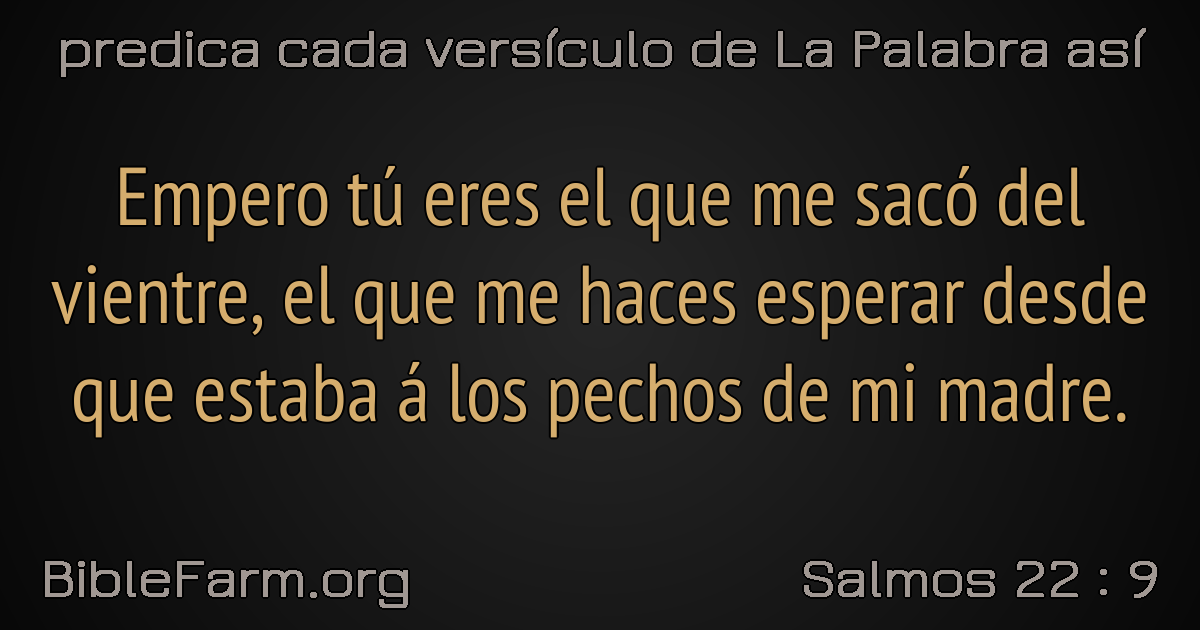 predica cada versículo de La Palabra así
Empero tú eres el que me sacó del
vientre, el que me haces esperar desde
que estaba á los pechos de mi madre.
BibleFarm.org
Salmos 22 : 9